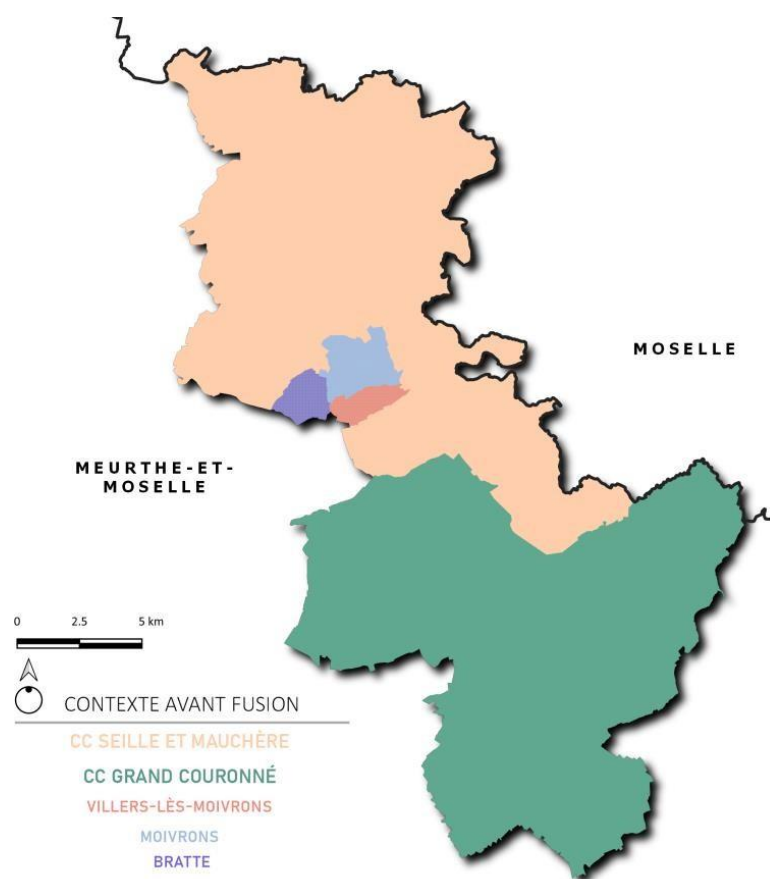 MOSELLE
MEURTHE-ET-
MOSELLE
0 2.5 5 km
CONTEXTE AVANT FUSION
CC SEILLE ET MAUCHÈRE
CC GRAND COURONNÉ
VILLERS-LÈS-MOIVRONS
MOIVRONS
BRATTE